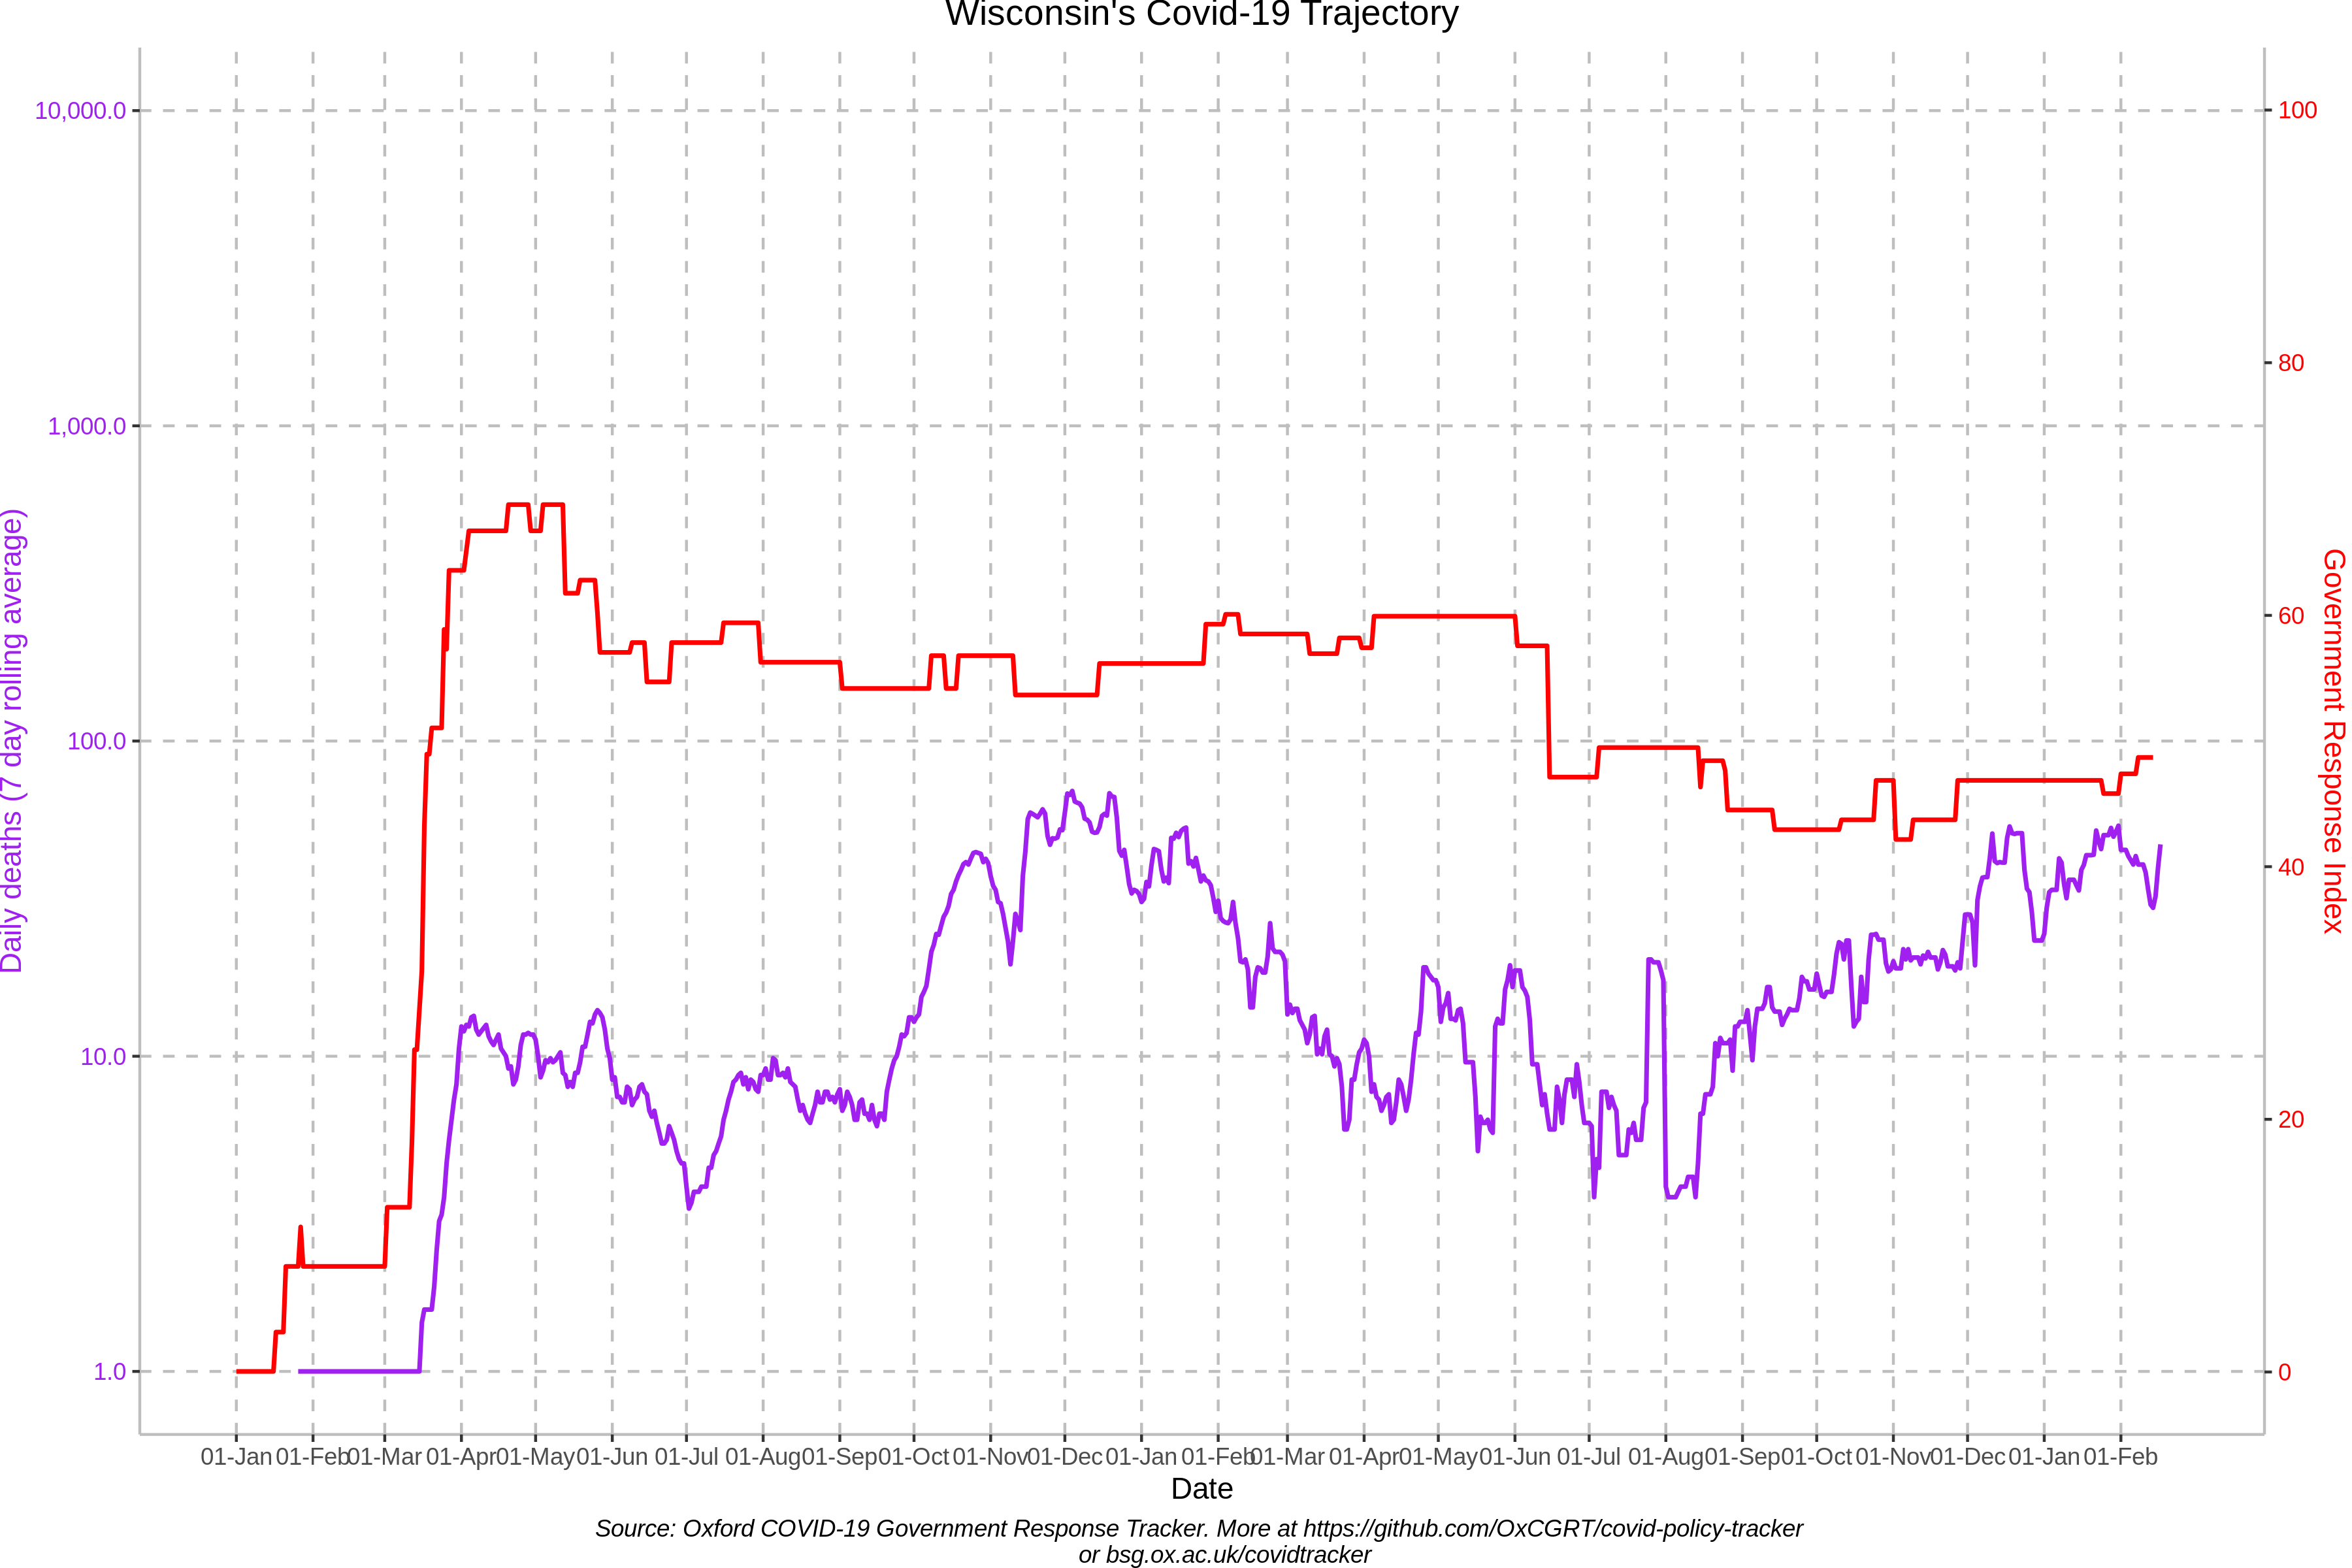 Wisconsin's Covid-19 Trajectory
10,000.0
1,000.0
100.0
10.0
1.0
Daily deaths (7 day rolling average)
100
80
60
40
20
0
Government Response Index
01-Jan 01-Feb 01-Mar 01-Apr 01-May 01-Jun 01-Jul 01-Aug 01-Sep 01-Oct 01-Nov 01-Dec 01-Jan 01-Feb 01-Mar 01-Apr 01-May 01-Jun 01-Jul 01-Aug 01-Sep 01-Oct 01-Nov 01-Dec 01-Jan 01-Feb
Date
Source: Oxford COVID-19 Government Response Tracker. More at https://github.com/OxCGRT/covid-policy-tracker
or bsg.ox.ac.uk/covidtracker